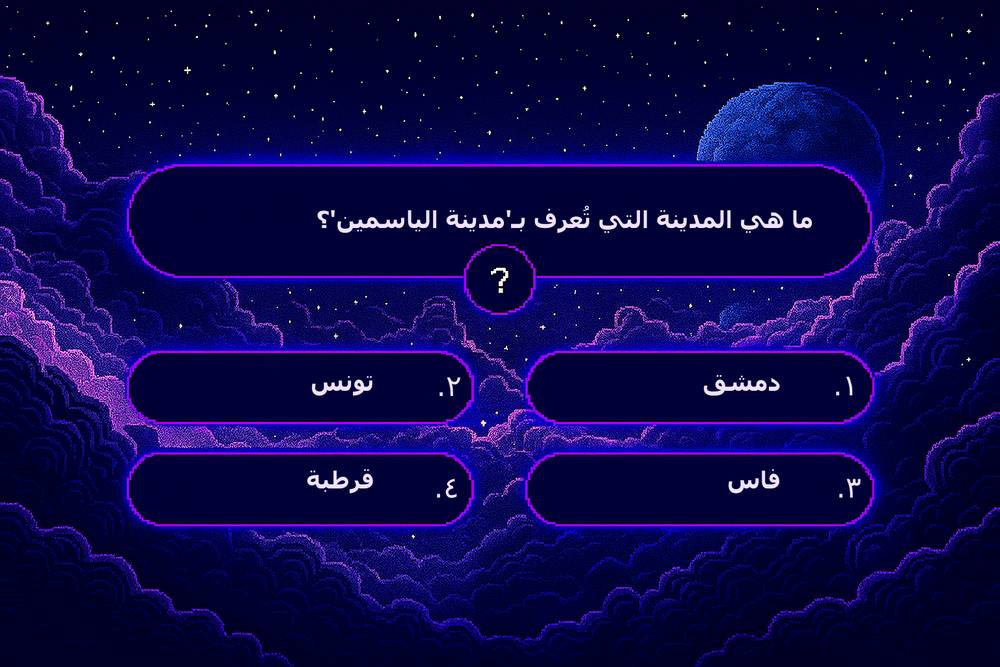 ما هي المدينة التي تُعرف بـ'مدينة الياسمين'؟
?
١. دمشق
٢. تونس
٣. فاس
٤. قرطبة